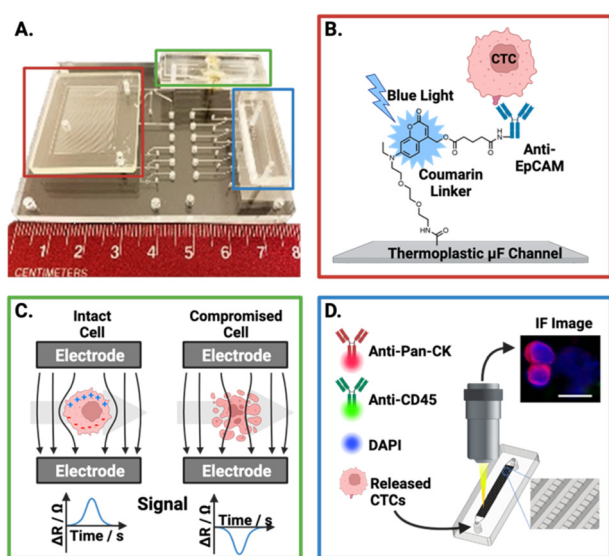 A.
1 2 3 4 5 6 7 8
CENTIMETERS
B.
CTC
Blue Light
Anti-
EpCAM
Coumarin
Linker
O
O
O
O
O
NH
N
O
O
NH
O
Thermoplastic µF Channel
C.
Intact
Cell
Compromised
Cell
Electrode
Electrode
Electrode
Electrode
Signal
ΔR / Ω
Time / s
ΔR / Ω
Time / s
D.
IF Image
Anti-Pan-CK
Anti-CD45
DAPI
Released
CTCs